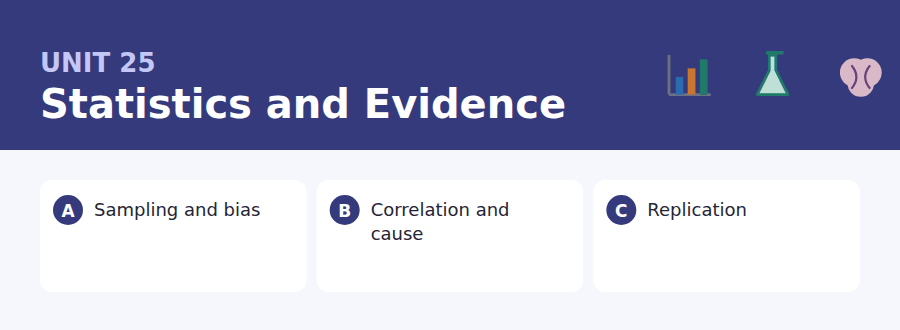 UNIT 25
Statistics and Evidence
A Sampling and bias
B Correlation and
cause
C Replication